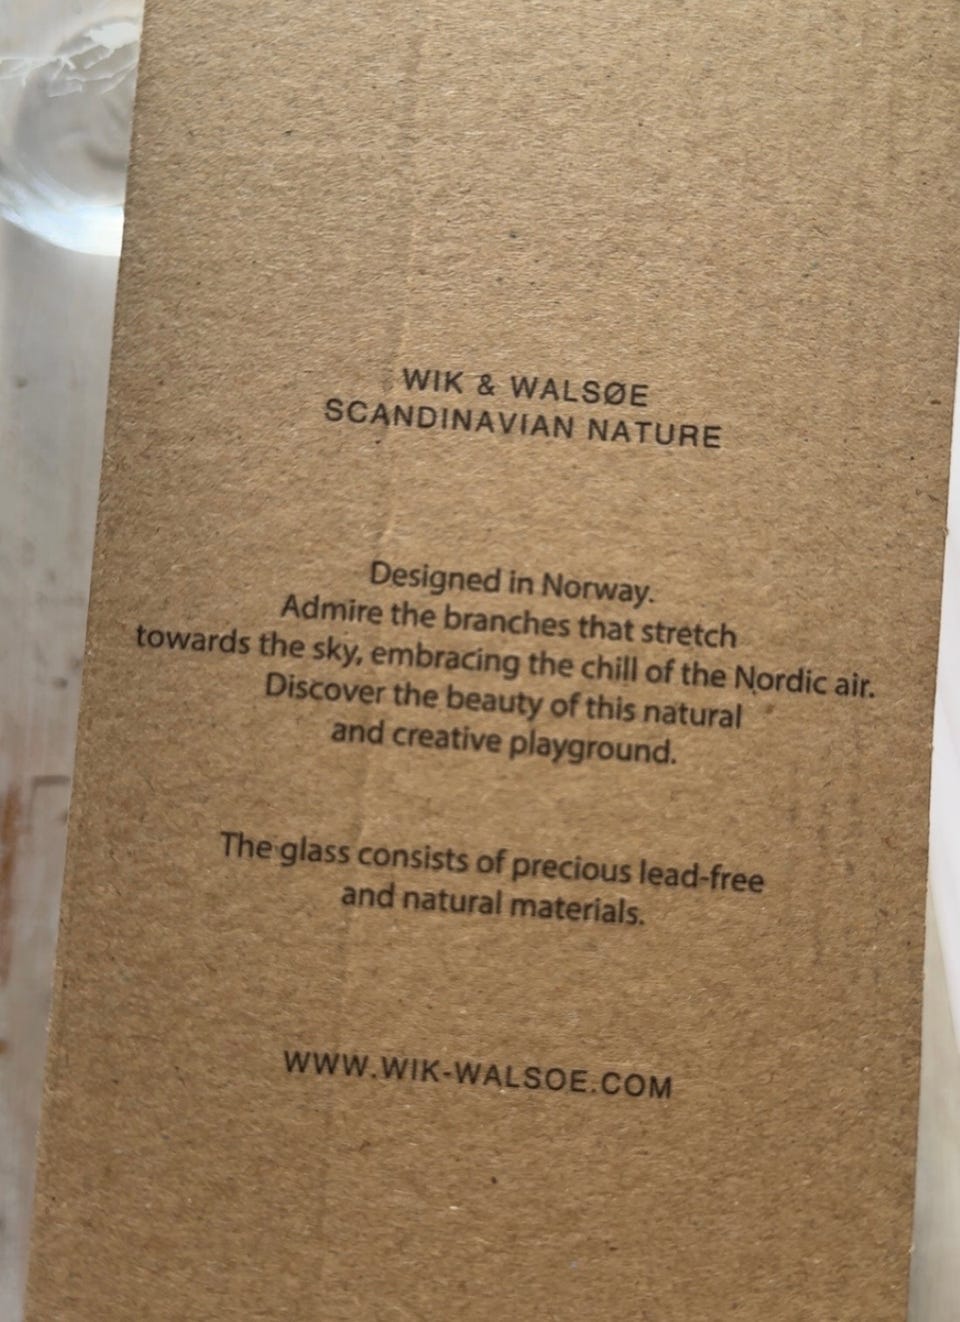 WIK & WALSØE
SCANDINAVIAN NATURE
Designed in Norway.
Admire the branches that stretch
towards the sky, embracing the chill of the Nordic air.
Discover the beauty of this natural
and creative playground.
The glass consists of precious lead-free
and natural materials.
WWW.WIK-WALSOE.COM